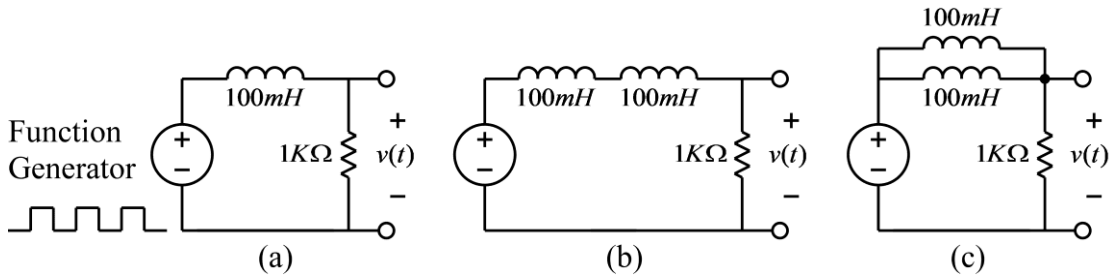 Function
Generator
+
−
100mH
1KΩ
+
v(t)
−
(a)
+
−
100mH 100mH
1KΩ
+
v(t)
−
(b)
100mH
100mH
+
−
1KΩ
+
v(t)
−
(c)